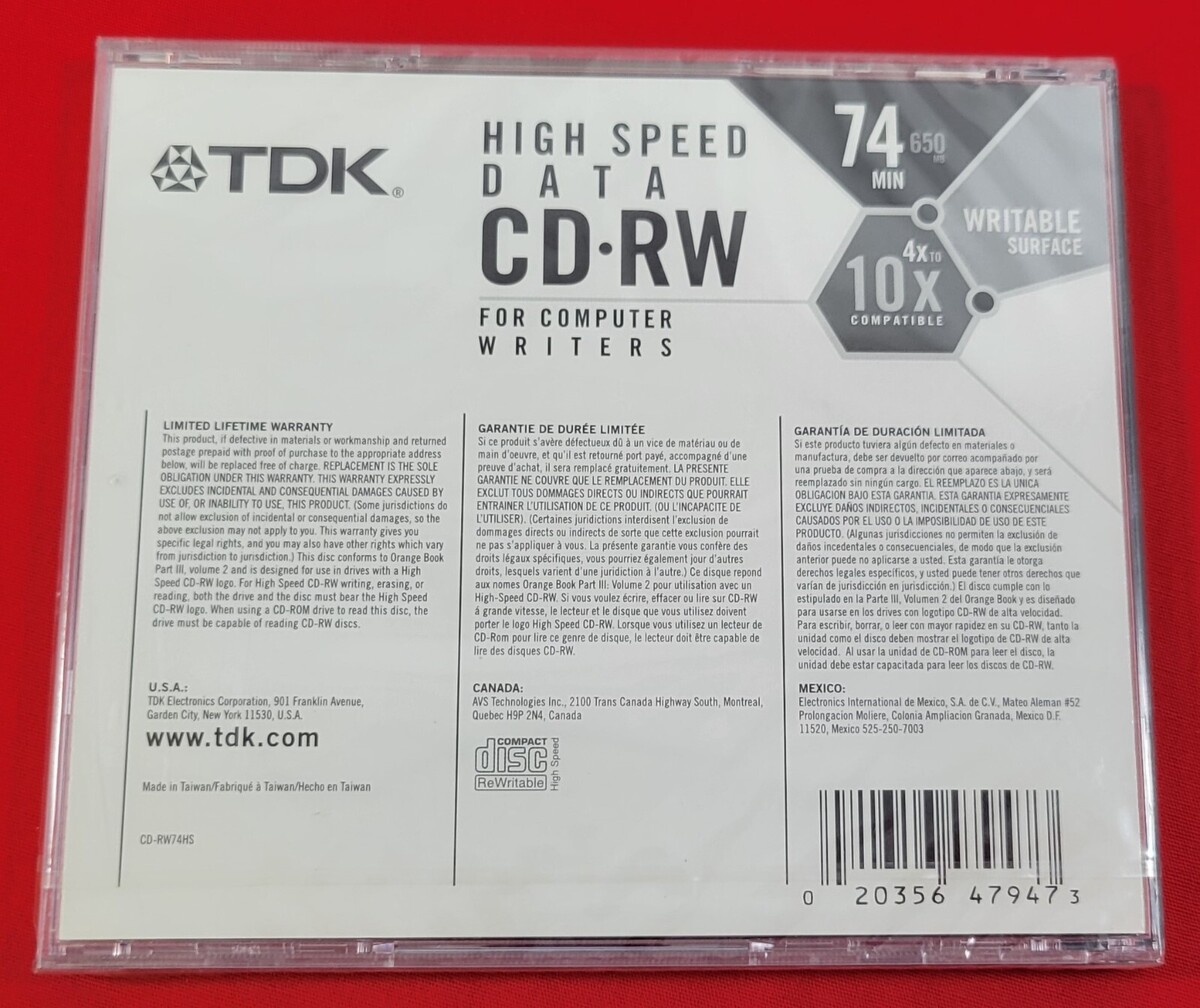 TDK®
HIGH SPEED
DATA
CD·RW
FOR COMPUTER
WRITERS
74 650
MIN MB
WRITABLE
SURFACE
4X TO
10X
COMPATIBLE
LIMITED LIFETIME WARRANTY
This product, if defective in materials or workmanship and returned
postage prepaid with proof of purchase to the appropriate address
below, will be replaced free of charge. REPLACEMENT IS THE SOLE
OBLIGATION UNDER THIS WARRANTY. THIS WARRANTY EXPRESSLY
EXCLUDES INCIDENTAL AND CONSEQUENTIAL DAMAGES CAUSED BY
USE OF, OR INABILITY TO USE, THIS PRODUCT. (Some jurisdictions do
not allow exclusion of incidental or consequential damages, so the
above exclusion may not apply to you. This warranty gives you
specific legal rights, and you may also have other rights which vary
from jurisdiction to jurisdiction.) This disc conforms to Orange Book
Part III, volume 2 and is designed for use in drives with a High
Speed CD-RW logo. For High Speed CD-RW writing, erasing, or
reading, both the drive and the disc must bear the High Speed
CD-RW logo. When using a CD-ROM drive to read this disc, the
drive must be capable of reading CD-RW discs.
GARANTIE DE DURÉE LIMITÉE
Si ce produit s'avère défectueux dû à un vice de matériau ou de
main d'oeuvre, et qu'il est retourné port payé, accompagné d'une
preuve d'achat, il sera remplacé gratuitement. LA PRESENTE
GARANTIE NE COUVRE QUE LE REMPLACEMENT DU PRODUIT. ELLE
EXCLUT TOUS DOMMAGES DIRECTS OU INDIRECTS QUE POURRAIT
ENTRAINER L'UTILISATION DE CE PRODUIT. (OU L'INCAPACITE DE
L'UTILISER). (Certaines juridictions interdisent l'exclusion de
dommages directs ou indirects de sorte que cette exclusion pourrait
ne pas s'appliquer à vous. La présente garantie vous confère des
droits légaux spécifiques, vous pourriez également jour d'autres
droits, lesquels varient d'une juridiction à l'autre.) Ce disque repond
aux nomes Orange Book Part III: Volume 2 pour utilisation avec un
High-Speed CD-RW. Si vous voulez écrire, effacer ou lire sur CD-RW
á grande vitesse, le lecteur et le disque que vous utilisez doivent
porter le logo High Speed CD-RW. Lorsque vous utilisez un lecteur de
CD-Rom pour lire ce genre de disque, le lecteur doit être capable de
lire des disques CD-RW.
GARANTÍA DE DURACIÓN LIMITADA
Si este producto tuviera algún defecto en materiales o
manufactura, debe ser devuelto por correo acompañado por
una prueba de compra a la dirección que aparece abajo, y será
reemplazado sin ningún cargo. EL REEMPLAZO ES LA UNICA
OBLIGACION BAJO ESTA GARANTIA. ESTA GARANTIA EXPRESAMENTE
EXCLUYE DAÑOS INDIRECTOS, INCIDENTALES O CONSECUENCIALES
CAUSADOS POR EL USO O LA IMPOSIBILIDAD DE USO DE ESTE
PRODUCTO. (Algunas jurisdicciones no permiten la exclusión de
daños incedentales o consecuenciales, de modo que la exclusión
anterior puede no aplicarse a usted. Esta garantía le otorga
derechos legales específicos, y usted puede tener otros derechos que
varían de jurisdicción en jurisdicción.) El disco cumple con lo
estipulado en la Parte III, Volumen 2 del Orange Book y es diseñado
para usarse en los drives con logotipo CD-RW de alta velocidad.
Para escribir, borrar, o leer con mayor rapidez en su CD-RW, tanto la
unidad como el disco deben mostrar el logotipo de CD-RW de alta
velocidad. Al usar la unidad de CD-ROM para leer el disco, la
unidad debe estar capacitada para leer los discos de CD-RW.
U.S.A.:
TDK Electronics Corporation, 901 Franklin Avenue,
Garden City, New York 11530, U.S.A.
www.tdk.com
Made in Taiwan/Fabriqué à Taiwan/Hecho en Taiwan
CD-RW74HS
CANADA:
AVS Technologies Inc., 2100 Trans Canada Highway South, Montreal,
Quebec H9P 2N4, Canada
COMPACT
disc
ReWritable
High Speed
MEXICO:
Electronics International de Mexico, S.A. de C.V., Mateo Aleman #52
Prolongacion Moliere, Colonia Ampliacion Granada, Mexico D.F.
11520, Mexico 525-250-7003
0 20356 47947 3